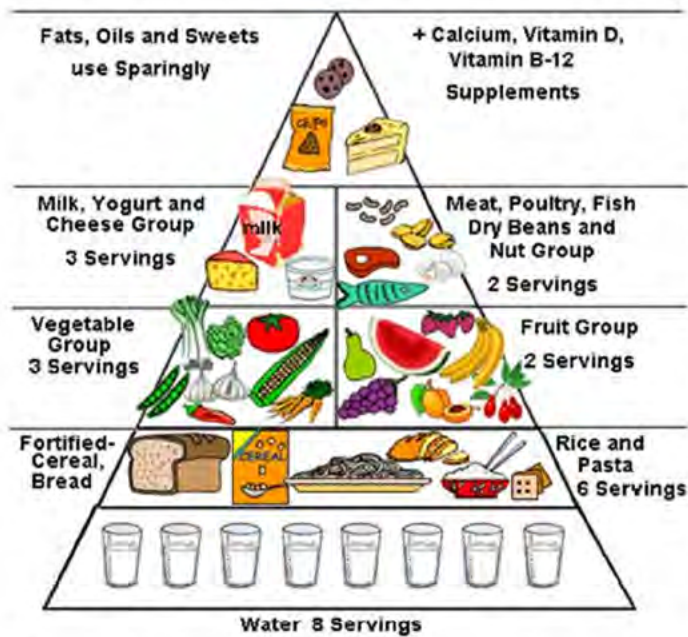 Fats, Oils and Sweets
use Sparingly
+ Calcium, Vitamin D,
Vitamin B-12
Supplements
CHIPS
Milk, Yogurt and
Cheese Group
3 Servings
milk
Meat, Poultry, Fish
Dry Beans and
Nut Group
2 Servings
Vegetable
Group
3 Servings
Fruit Group
2 Servings
Fortified-
Cereal,
Bread
CEREAL
Rice and
Pasta
6 Servings
Water 8 Servings